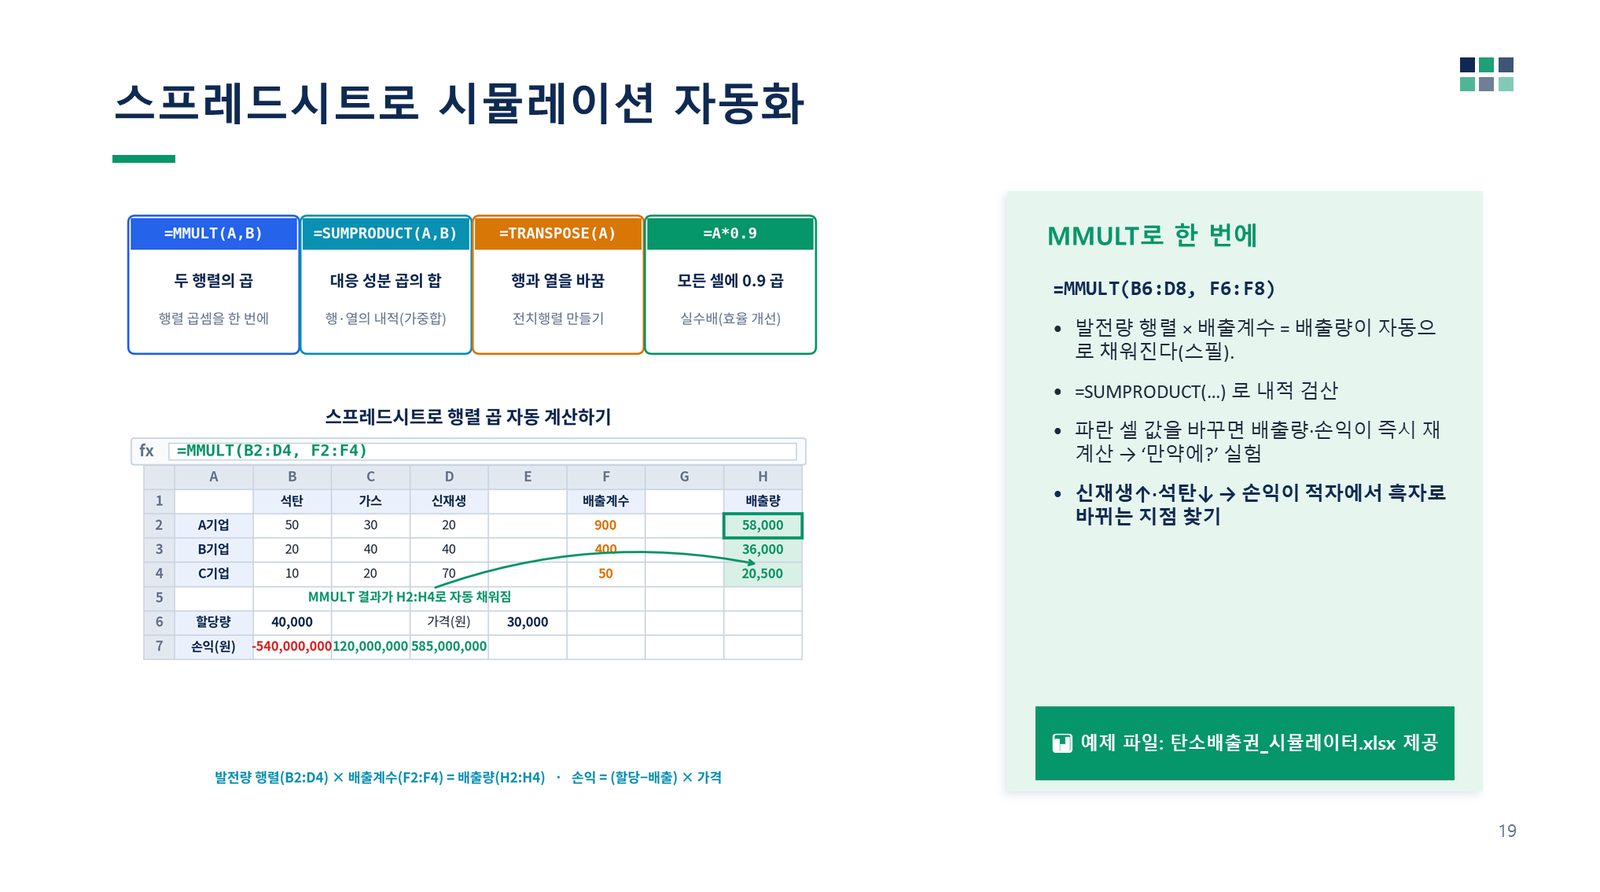 스프레드시트로 시뮬레이션 자동화
=MMULT(A,B)
두 행렬의 곱
행렬 곱셈을 한 번에
=SUMPRODUCT(A,B)
대응 성분 곱의 합
행·열의 내적(가중합)
=TRANSPOSE(A)
행과 열을 바꿈
전치행렬 만들기
=A*0.9
모든 셀에 0.9 곱
실수배(효율 개선)
스프레드시트로 행렬 곱 자동 계산하기
fx =MMULT(B2:D4, F2:F4)
A B C D E F G H
1 석탄 가스 신재생 배출계수 배출량
2 A기업 50 30 20 900 58,000
3 B기업 20 40 40 400 36,000
4 C기업 10 20 70 50 20,500
5 MMULT 결과가 H2:H4로 자동 채워짐
6 할당량 40,000 가격(원) 30,000
7 손익(원) -540,000,000 120,000,000 585,000,000
발전량 행렬(B2:D4) × 배출계수(F2:F4) = 배출량(H2:H4) · 손익 = (할당−배출) × 가격
MMULT로 한 번에
=MMULT(B6:D8, F6:F8)
• 발전량 행렬 × 배출계수 = 배출량이 자동으
로 채워진다(스필).
• =SUMPRODUCT(…) 로 내적 검산
• 파란 셀 값을 바꾸면 배출량·손익이 즉시 재
계산 → ‘만약에?’ 실험
• 신재생↑·석탄↓ → 손익이 적자에서 흑자로
바뀌는 지점 찾기
예제 파일: 탄소배출권_시뮬레이터.xlsx 제공
19